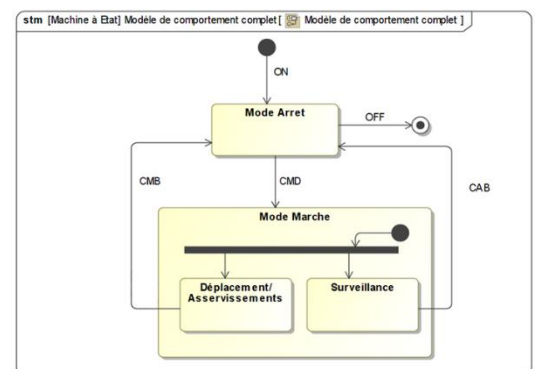 stm [Machine à Etat] Modèle de comportement complet [ Modèle de comportement complet ]
ON
Mode Arret
OFF
CMB
CMD
CAB
Mode Marche
Déplacement/
Asservissements
Surveillance